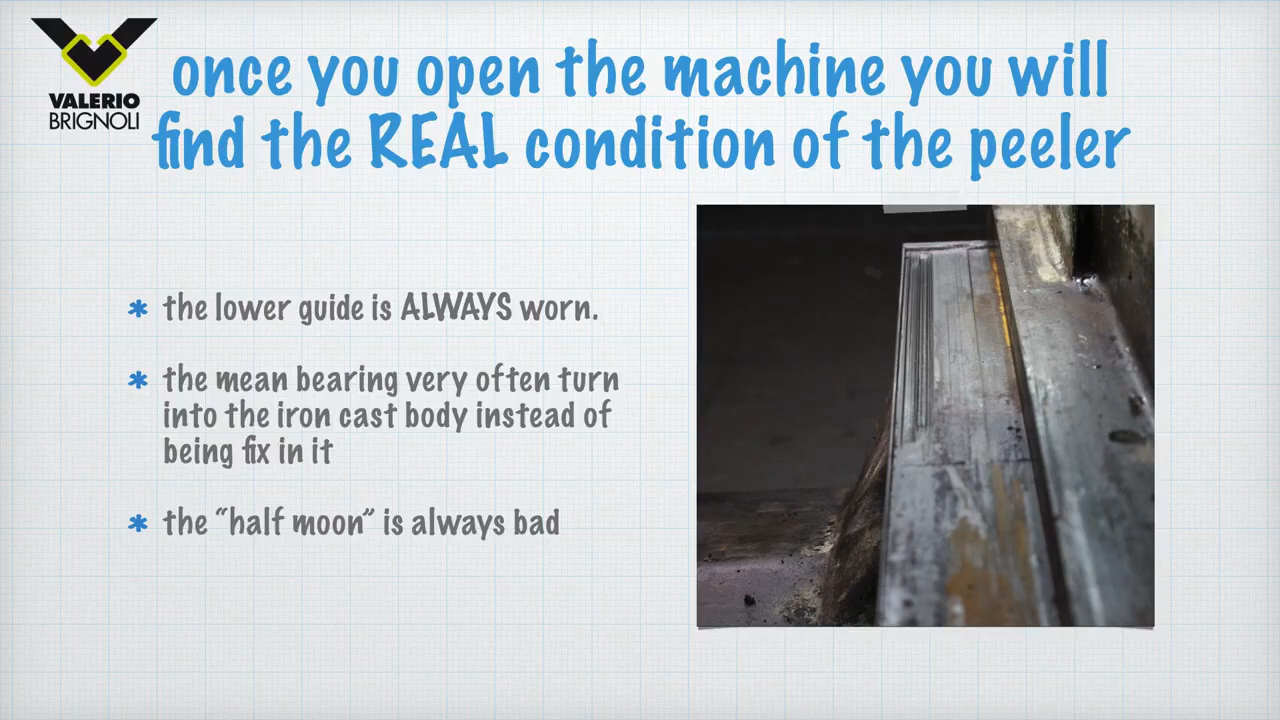 VALERIO
BRIGNOLI
once you open the machine you will
find the REAL condition of the peeler
* the lower guide is ALWAYS worn.
* the mean bearing very often turn
into the iron cast body instead of
being fix in it
* the “half moon” is always bad